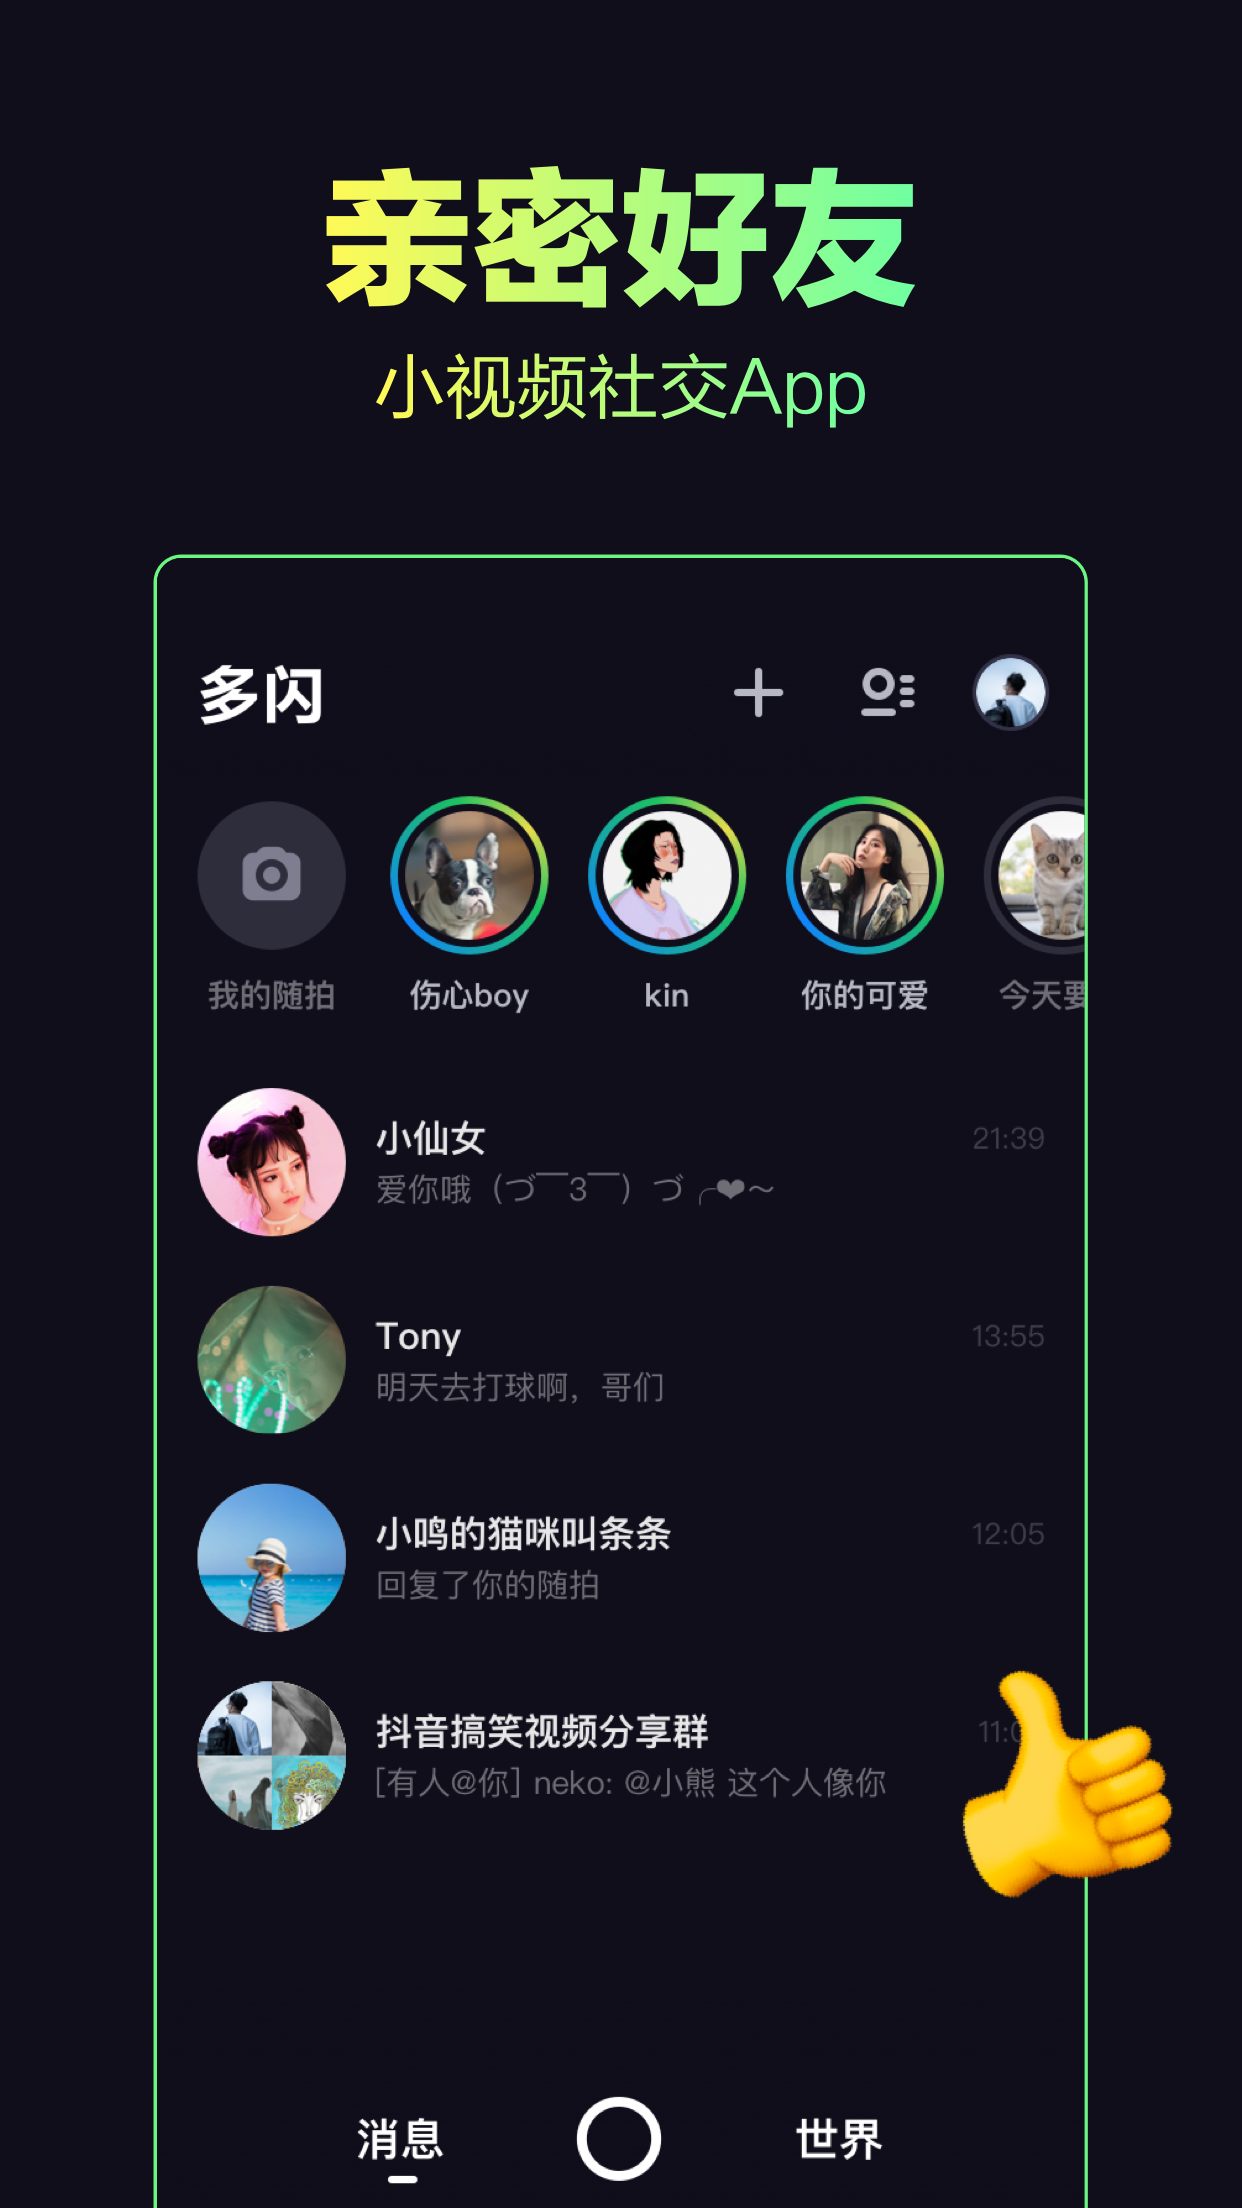 亲密好友
小视频社交App
多闪
我的随拍
伤心boy
kin
你的可爱
今天要
小仙女
21:39
爱你哦（づ￣3￣）づ╭❤～
Tony
13:55
明天去打球啊，哥们
小鸣的猫咪叫条条
12:05
回复了你的随拍
抖音搞笑视频分享群
[有人@你] neko: @小熊 这个人像你
消息
世界